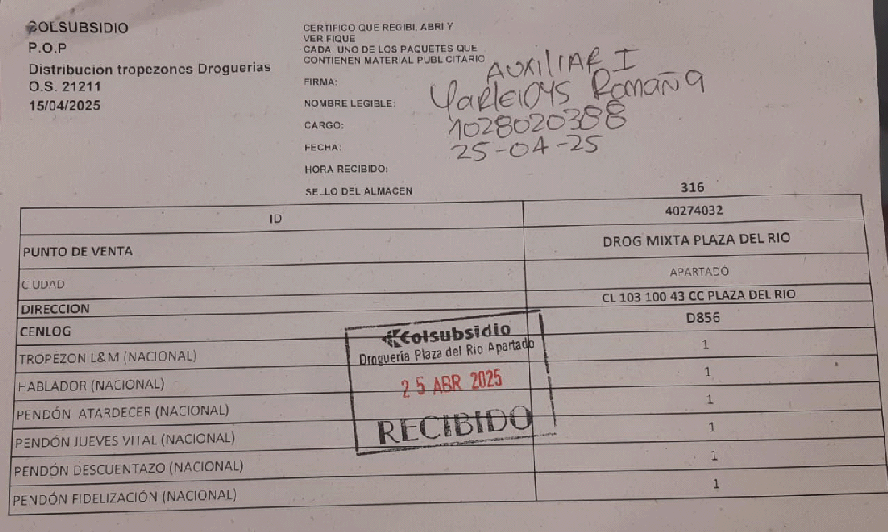 COLSUBSIDIO
P.O.P
Distribucion tropezones Droguerias
O.S. 21211
15/04/2025
CERTIFICO QUE RECIBI, ABRI Y
VERIFIQUE
CADA UNO DE LOS PAQUETES QUE
CONTIENEN MATERIAL PUBLICITARIO
FIRMA: AUXILIAR I
NOMBRE LEGIBLE: Yarleidys Romaña
CARGO: 1028020388
FECHA: 25-04-25
HORA RECIBIDO:
SELLO DEL ALMACEN 316
ID 40274032
PUNTO DE VENTA DROG MIXTA PLAZA DEL RIO
CIUDAD APARTADÓ
DIRECCION CL 103 100 43 CC PLAZA DEL RIO
CENLOG D856
TROPEZON L&M (NACIONAL) 1
HABLADOR (NACIONAL) 1
PENDÓN ATARDECER (NACIONAL) 1
PENDÓN JUEVES VITAL (NACIONAL) 1
PENDÓN DESCUENTAZO (NACIONAL) 1
PENDÓN FIDELIZACIÓN (NACIONAL) 1
Colsubsidio
Droguería Plaza del Rio Apartado
25 ABR 2025
RECIBIDO